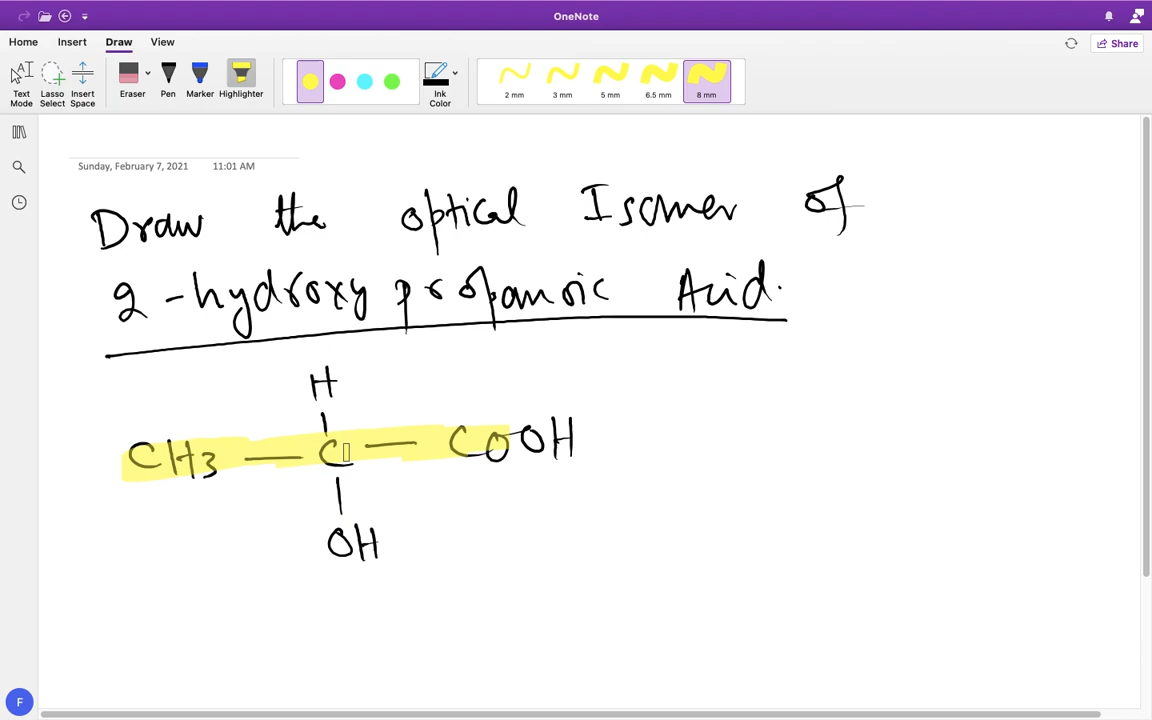 OneNote
Home Insert Draw View
Share
Text Mode
Lasso Select
Insert Space
Eraser
Pen
Marker
Highlighter
Ink Color
2 mm 3 mm 5 mm 6.5 mm 8 mm
Sunday, February 7, 2021 11:01 AM
Draw the optical Isomer of
2-hydroxy propanoic Acid.
H
CH3 — C — COOH
OH
F